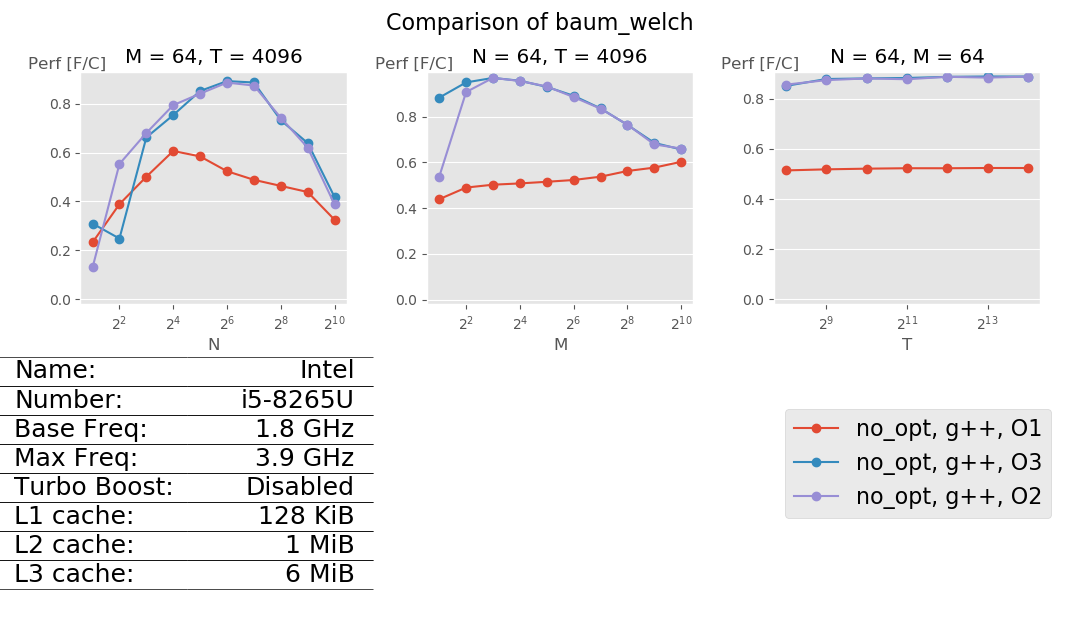 Comparison of baum_welch
Perf [F/C] M = 64, T = 4096
0.8
0.6
0.4
0.2
0.0
2² 2⁴ 2⁶ 2⁸ 2¹⁰
N
Perf [F/C] N = 64, T = 4096
0.8
0.6
0.4
0.2
0.0
2² 2⁴ 2⁶ 2⁸ 2¹⁰
M
Perf [F/C] N = 64, M = 64
0.8
0.6
0.4
0.2
0.0
2⁹ 2¹¹ 2¹³
T
Name: Intel
Number: i5-8265U
Base Freq: 1.8 GHz
Max Freq: 3.9 GHz
Turbo Boost: Disabled
L1 cache: 128 KiB
L2 cache: 1 MiB
L3 cache: 6 MiB
no_opt, g++, O1
no_opt, g++, O3
no_opt, g++, O2